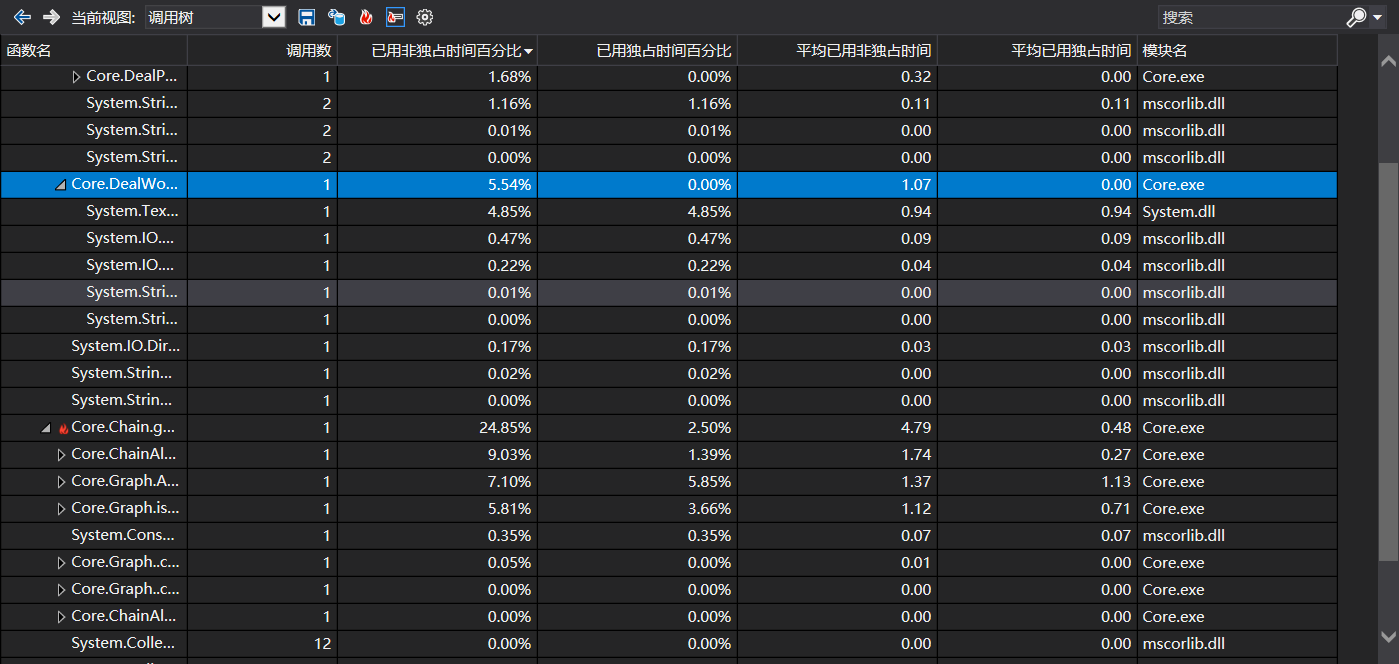 当前视图: 调用树 搜索
函数名 调用数 已用非独占时间百分比 已用独占时间百分比 平均已用非独占时间 平均已用独占时间 模块名
Core.DealP... 1 1.68% 0.00% 0.32 0.00 Core.exe
System.Stri... 2 1.16% 1.16% 0.11 0.11 mscorlib.dll
System.Stri... 2 0.01% 0.01% 0.00 0.00 mscorlib.dll
System.Stri... 2 0.00% 0.00% 0.00 0.00 mscorlib.dll
Core.DealWo... 1 5.54% 0.00% 1.07 0.00 Core.exe
System.Tex... 1 4.85% 4.85% 0.94 0.94 System.dll
System.IO.... 1 0.47% 0.47% 0.09 0.09 mscorlib.dll
System.IO.... 1 0.22% 0.22% 0.04 0.04 mscorlib.dll
System.Stri... 1 0.01% 0.01% 0.00 0.00 mscorlib.dll
System.Stri... 1 0.00% 0.00% 0.00 0.00 mscorlib.dll
System.IO.Dir... 1 0.17% 0.17% 0.03 0.03 mscorlib.dll
System.Strin... 1 0.02% 0.02% 0.00 0.00 mscorlib.dll
System.Strin... 1 0.00% 0.00% 0.00 0.00 mscorlib.dll
Core.Chain.g... 1 24.85% 2.50% 4.79 0.48 Core.exe
Core.ChainAl... 1 9.03% 1.39% 1.74 0.27 Core.exe
Core.Graph.A... 1 7.10% 5.85% 1.37 1.13 Core.exe
Core.Graph.is... 1 5.81% 3.66% 1.12 0.71 Core.exe
System.Cons... 1 0.35% 0.35% 0.07 0.07 mscorlib.dll
Core.Graph..c... 1 0.05% 0.00% 0.01 0.00 Core.exe
Core.Graph..c... 1 0.00% 0.00% 0.00 0.00 Core.exe
Core.ChainAl... 1 0.00% 0.00% 0.00 0.00 Core.exe
System.Colle... 12 0.00% 0.00% 0.00 0.00 mscorlib.dll